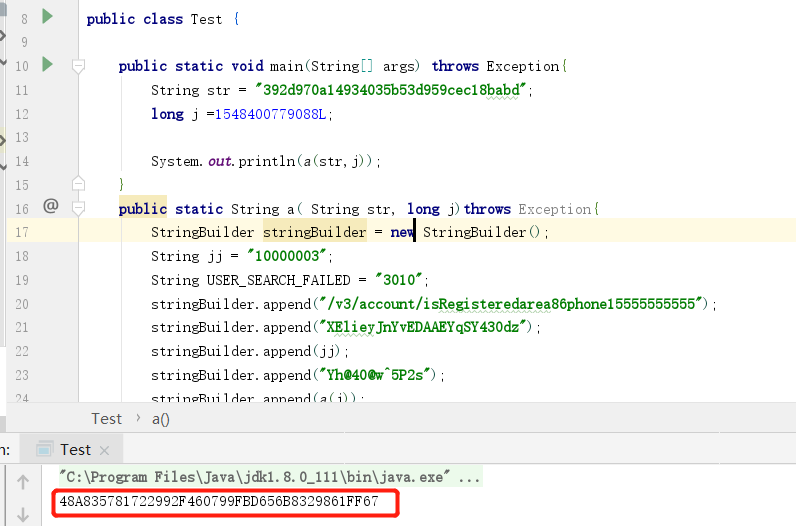 8 public class Test {
9
10 public static void main(String[] args) throws Exception{
11 String str = "392d970a14934035b53d959cec18babd";
12 long j =1548400779088L;
13
14 System.out.println(a(str,j));
15 }
16 @ public static String a( String str, long j)throws Exception{
17 StringBuilder stringBuilder = new StringBuilder();
18 String jj = "10000003";
19 String USER_SEARCH_FAILED = "3010";
20 stringBuilder.append("/v3/account/isRegisteredarea86phone15555555555");
21 stringBuilder.append("XElieyJnYvEDAAEYqSY430dz");
22 stringBuilder.append(jj);
23 stringBuilder.append("Yh@40@w^5P2s");
24 stringBuilder.append(a(j));
Test › a()
n: Test ×
"C:\Program Files\Java\jdk1.8.0_111\bin\java.exe" ...
48A835781722992F460799FBD656B8329861FF67